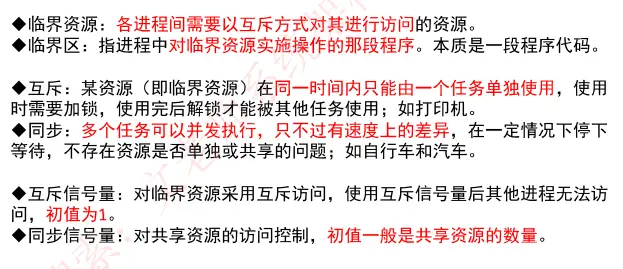 ◆临界资源：各进程间需要以互斥方式对其进行访问的资源。
◆临界区：指进程中对临界资源实施操作的那段程序。本质是一段程序代码。
◆互斥：某资源（即临界资源）在同一时间内只能由一个任务单独使用，使用
时需要加锁，使用完后解锁才能被其他任务使用；如打印机。
◆同步：多个任务可以并发执行，只不过有速度上的差异，在一定情况下停下
等待，不存在资源是否单独或共享的问题；如自行车和汽车。
◆互斥信号量：对临界资源采用互斥访问，使用互斥信号量后其他进程无法访
问，初值为1。
◆同步信号量：对共享资源的访问控制，初值一般是共享资源的数量。